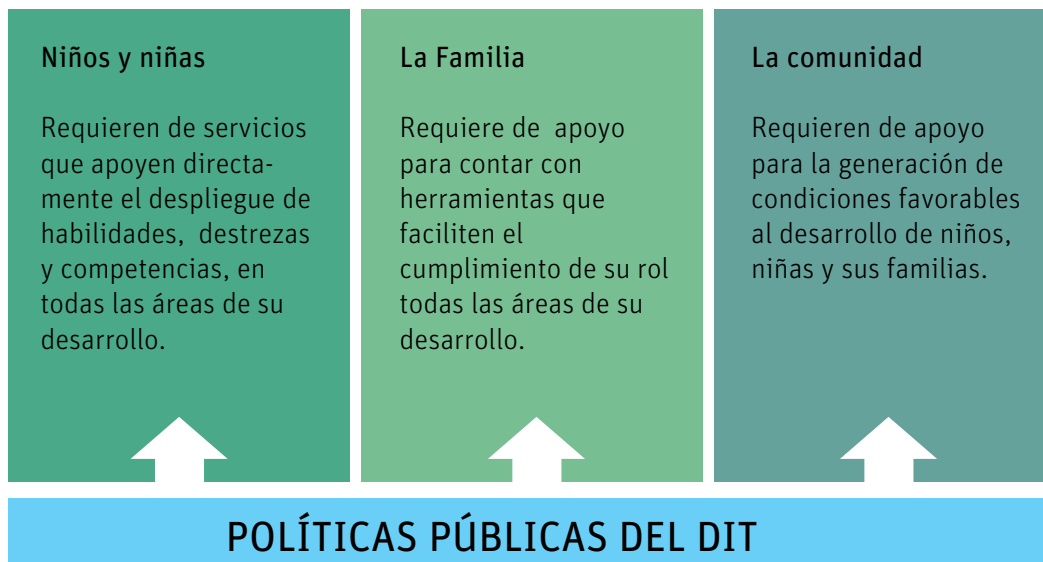 Niños y niñas
Requieren de servicios
que apoyen directa-
mente el despliegue de
habilidades, destrezas
y competencias, en
todas las áreas de su
desarrollo.
La Familia
Requiere de apoyo
para contar con
herramientas que
faciliten el
cumplimiento de su rol
todas las áreas de su
desarrollo.
La comunidad
Requieren de apoyo
para la generación de
condiciones favorables
al desarrollo de niños,
niñas y sus familias.
POLÍTICAS PÚBLICAS DEL DIT